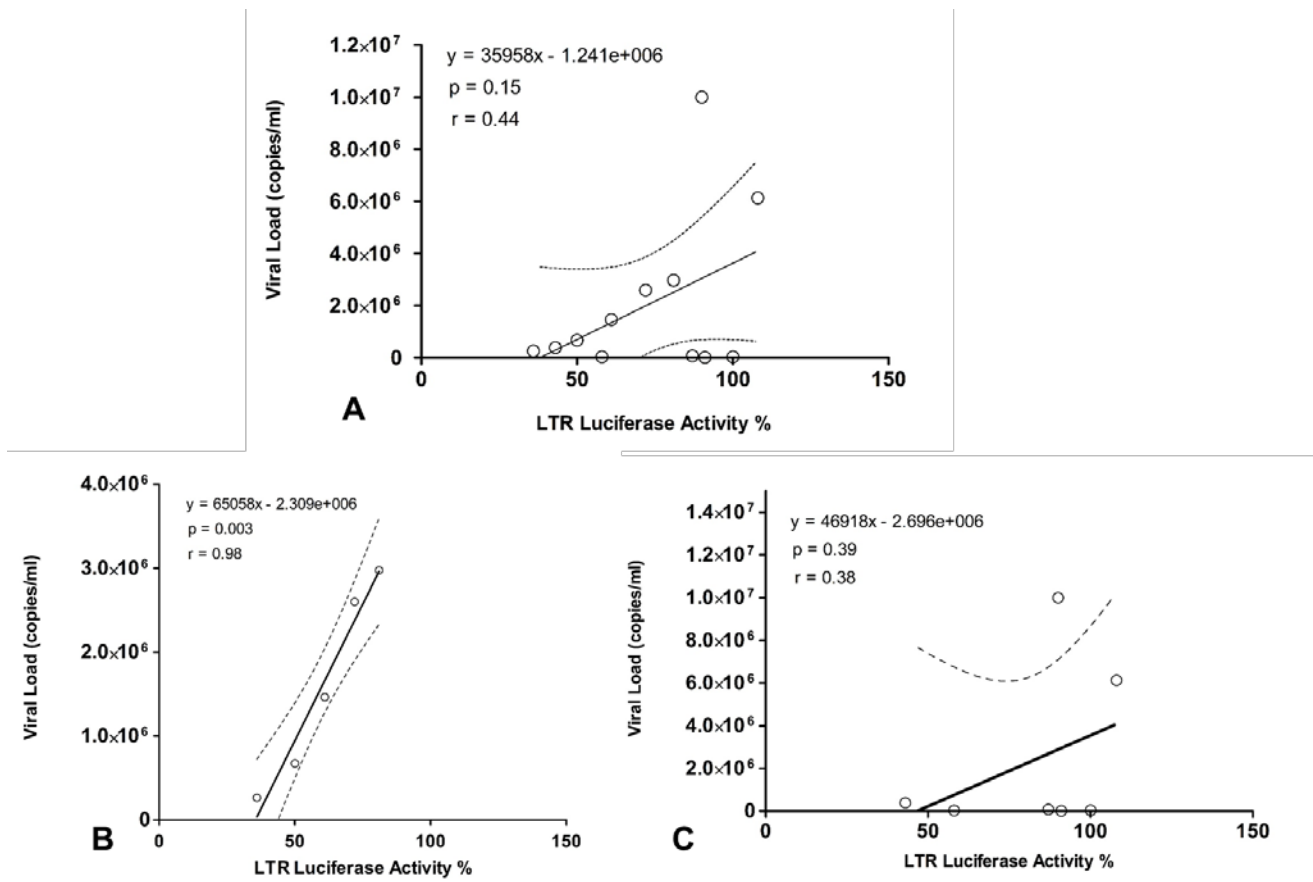 1.2×10⁷
1.0×10⁷
8.0×10⁶
6.0×10⁶
4.0×10⁶
2.0×10⁶
0
Viral Load (copies/ml)
y = 35958x - 1.241e+006
p = 0.15
r = 0.44
0 50 100 150
A
LTR Luciferase Activity %
4.0×10⁶
3.0×10⁶
2.0×10⁶
1.0×10⁶
0
Viral Load (copies/ml)
y = 65058x - 2.309e+006
p = 0.003
r = 0.98
0 50 100 150
B
LTR Luciferase Activity %
1.4×10⁷
1.2×10⁷
1.0×10⁷
8.0×10⁶
6.0×10⁶
4.0×10⁶
2.0×10⁶
0
Viral Load (copies/ml)
y = 46918x - 2.696e+006
p = 0.39
r = 0.38
0 50 100 150
C
LTR Luciferase Activity %